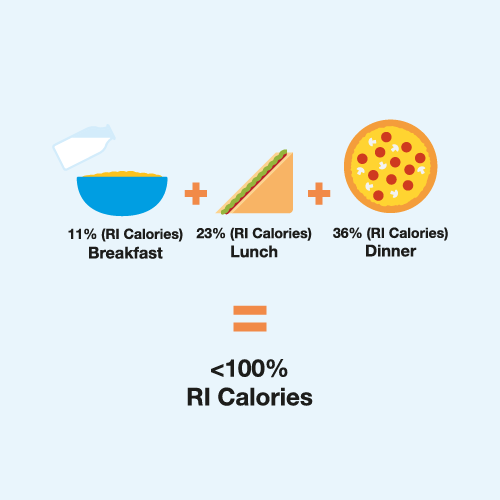 11% (RI Calories) 23% (RI Calories) 36% (RI Calories)
Breakfast Lunch Dinner
<100%
RI Calories